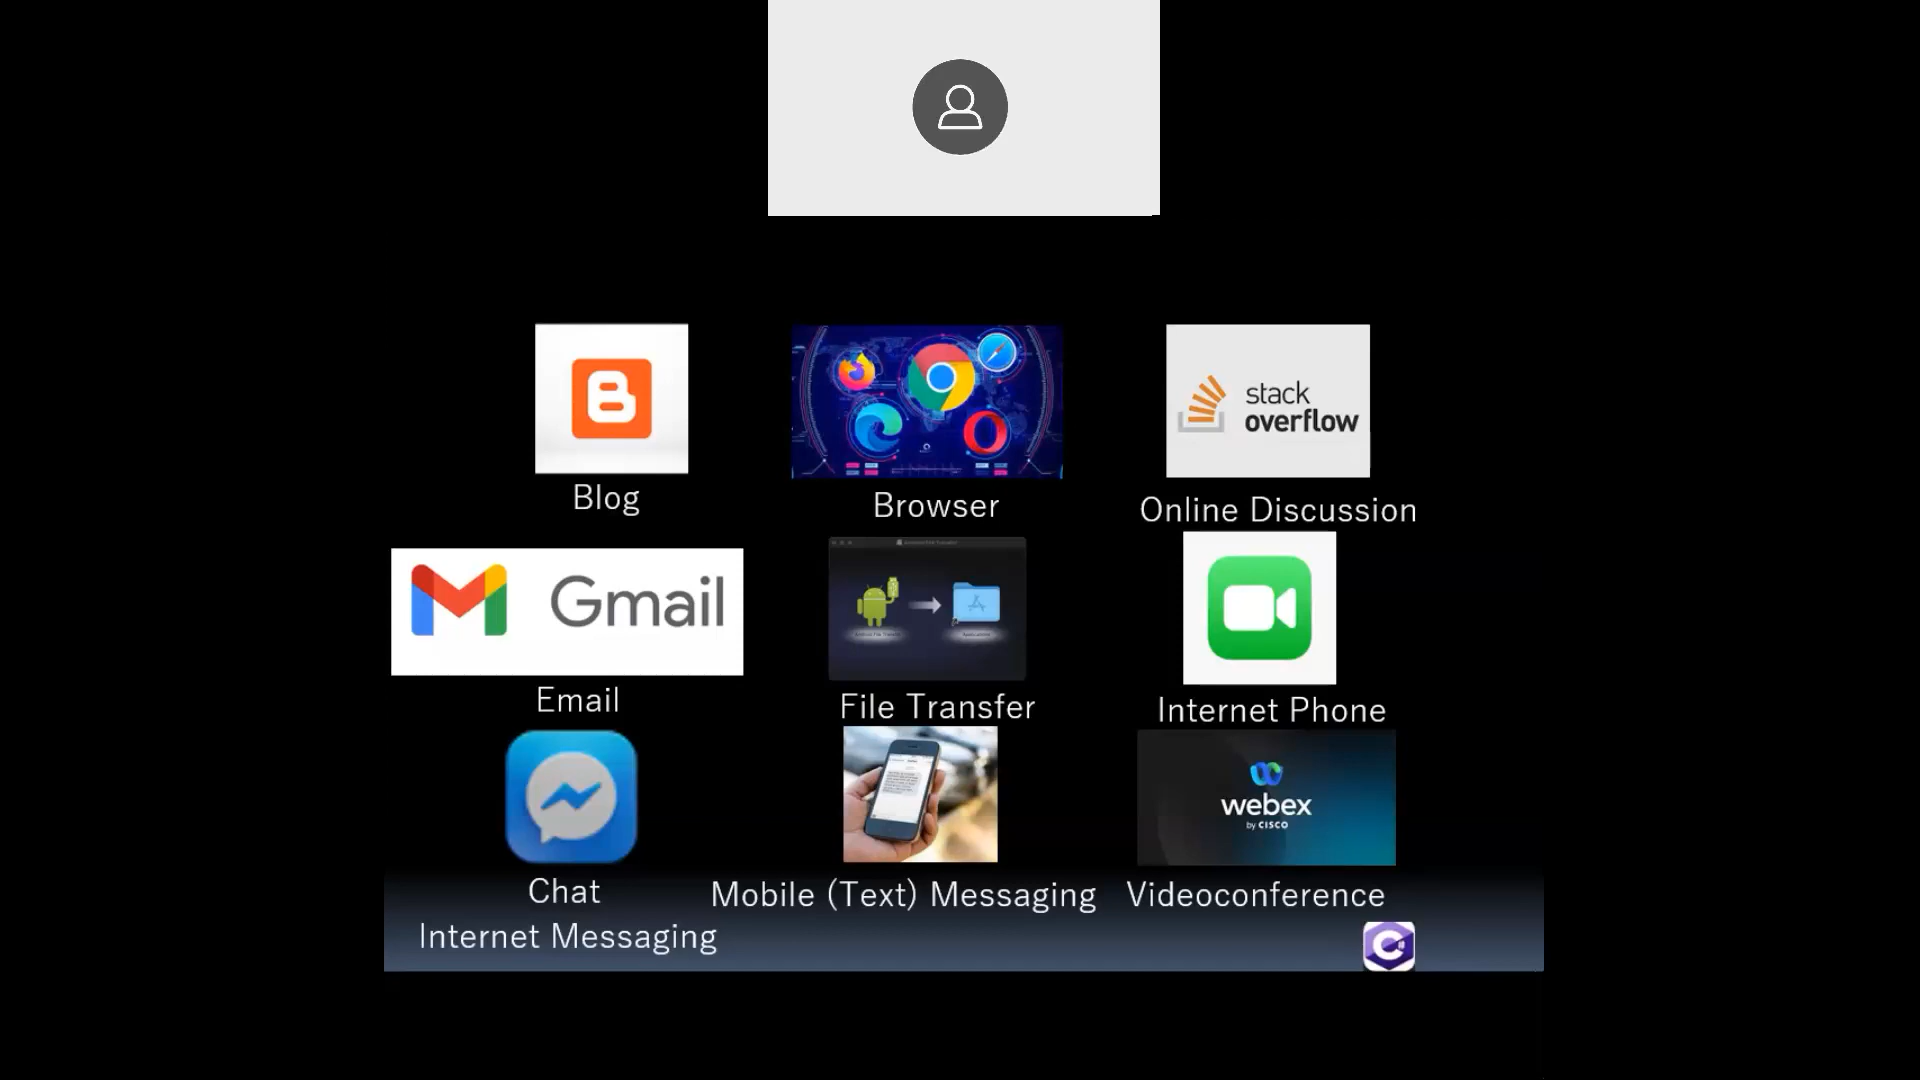 stack
overflow
Blog
Browser
Online Discussion
Gmail
Email
File Transfer
Internet Phone
webex
by CISCO
Chat
Mobile (Text) Messaging
Videoconference
Internet Messaging